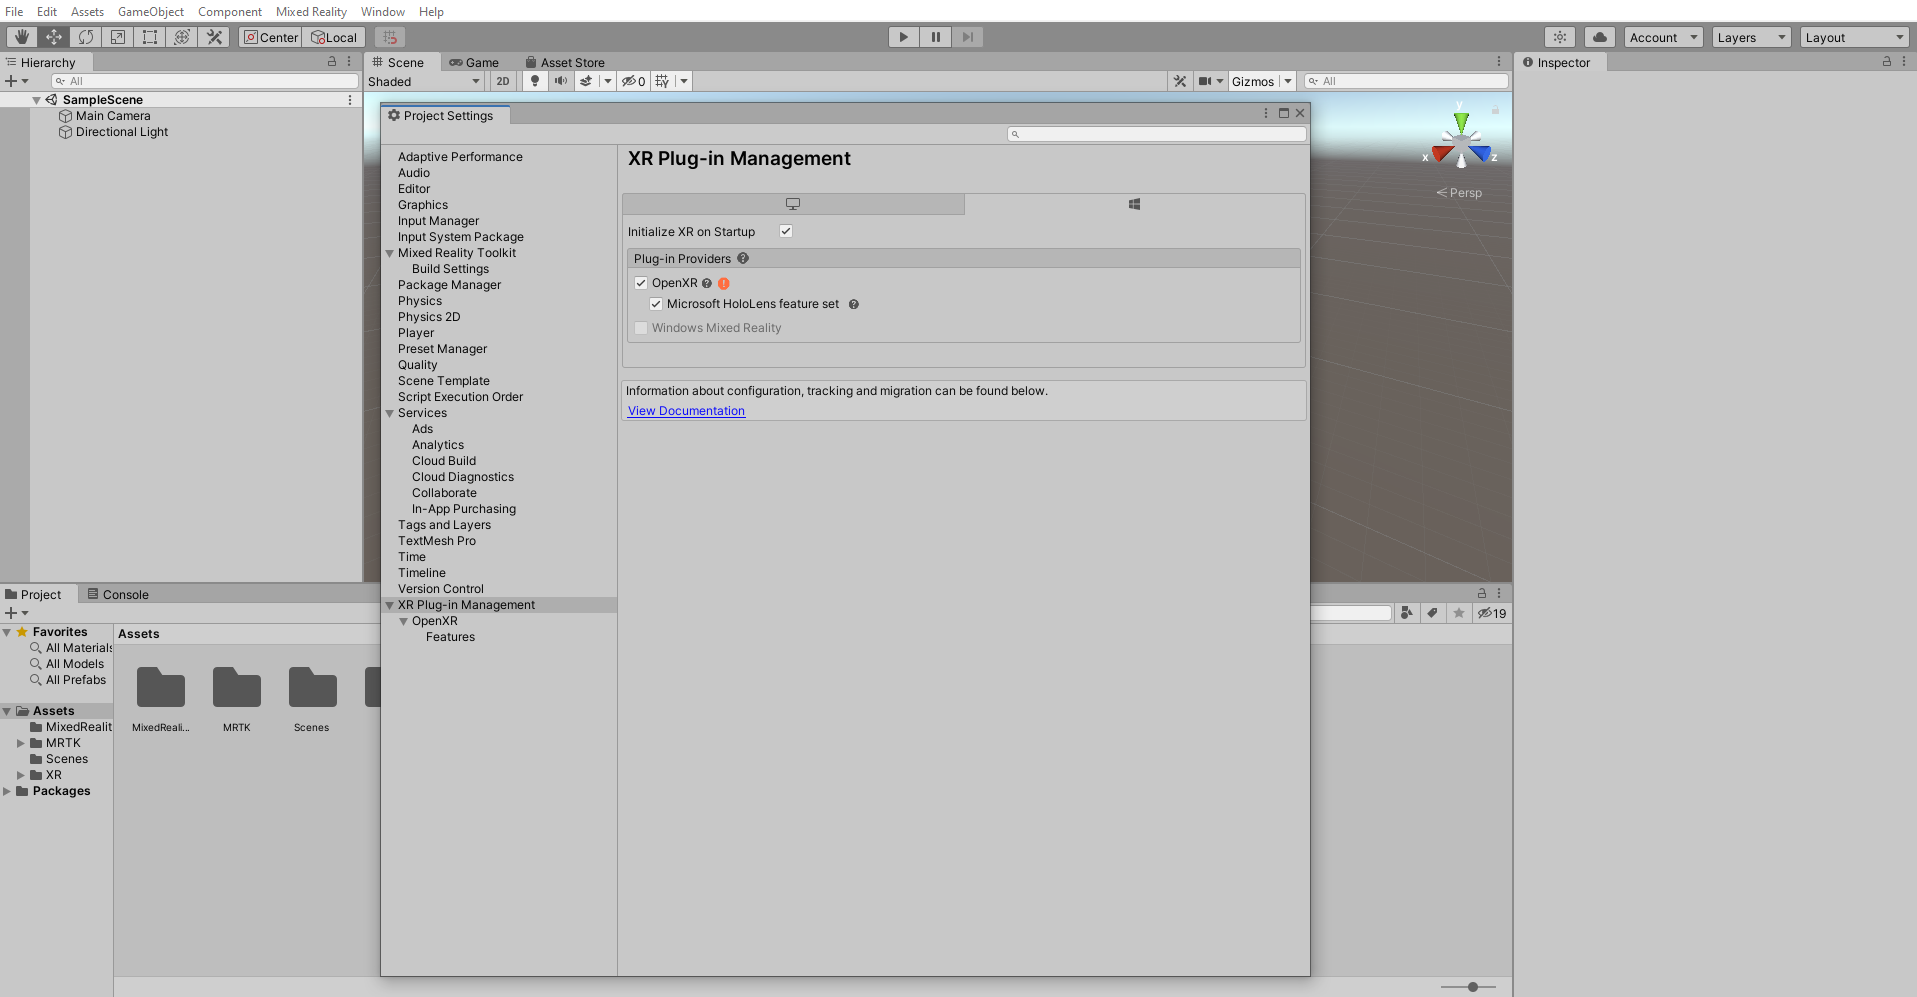 File Edit Assets GameObject Component Mixed Reality Window Help
Center Local Account Layers Layout
Hierarchy
All
SampleScene
Main Camera
Directional Light
Scene Game Asset Store
Shaded 2D 0 Gizmos All
y
x z
Persp
Inspector
Project Settings
Adaptive Performance
Audio
Editor
Graphics
Input Manager
Input System Package
Mixed Reality Toolkit
Build Settings
Package Manager
Physics
Physics 2D
Player
Preset Manager
Quality
Scene Template
Script Execution Order
Services
Ads
Analytics
Cloud Build
Cloud Diagnostics
Collaborate
In-App Purchasing
Tags and Layers
TextMesh Pro
Time
Timeline
Version Control
XR Plug-in Management
OpenXR
Features
XR Plug-in Management
Initialize XR on Startup
Plug-in Providers
OpenXR
Microsoft HoloLens feature set
Windows Mixed Reality
Information about configuration, tracking and migration can be found below.
View Documentation
Project Console
19
Favorites
All Materials
All Models
All Prefabs
Assets
MixedRealit
MRTK
Scenes
XR
Packages
Assets
MixedReali...
MRTK
Scenes